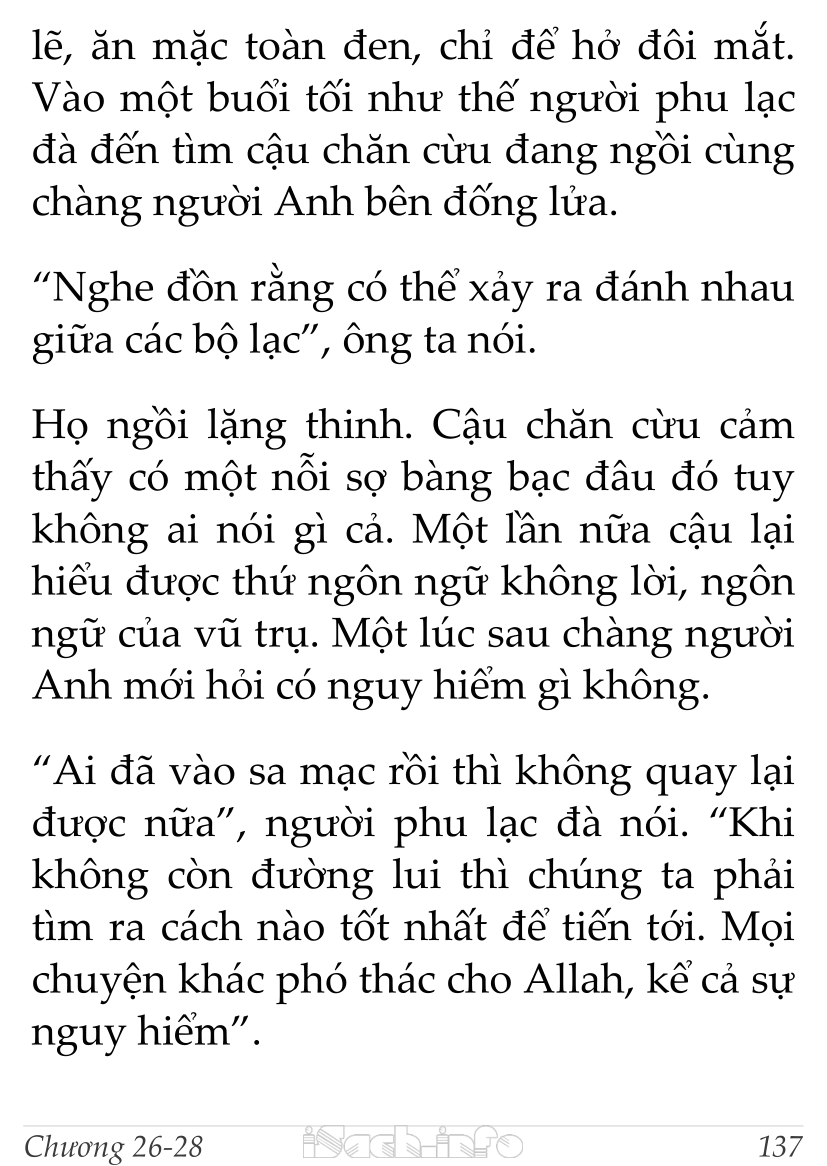 lẽ, ăn mặc toàn đen, chỉ để hở đôi mắt.
Vào một buổi tối như thế người phu lạc
đà đến tìm cậu chăn cừu đang ngồi cùng
chàng người Anh bên đống lửa.
“Nghe đồn rằng có thể xảy ra đánh nhau
giữa các bộ lạc”, ông ta nói.
Họ ngồi lặng thinh. Cậu chăn cừu cảm
thấy có một nỗi sợ bàng bạc đâu đó tuy
không ai nói gì cả. Một lần nữa cậu lại
hiểu được thứ ngôn ngữ không lời, ngôn
ngữ của vũ trụ. Một lúc sau chàng người
Anh mới hỏi có nguy hiểm gì không.
“Ai đã vào sa mạc rồi thì không quay lại
được nữa”, người phu lạc đà nói. “Khi
không còn đường lui thì chúng ta phải
tìm ra cách nào tốt nhất để tiến tới. Mọi
chuyện khác phó thác cho Allah, kể cả sự
nguy hiểm”.
Chương 26-28 iSach.info 137